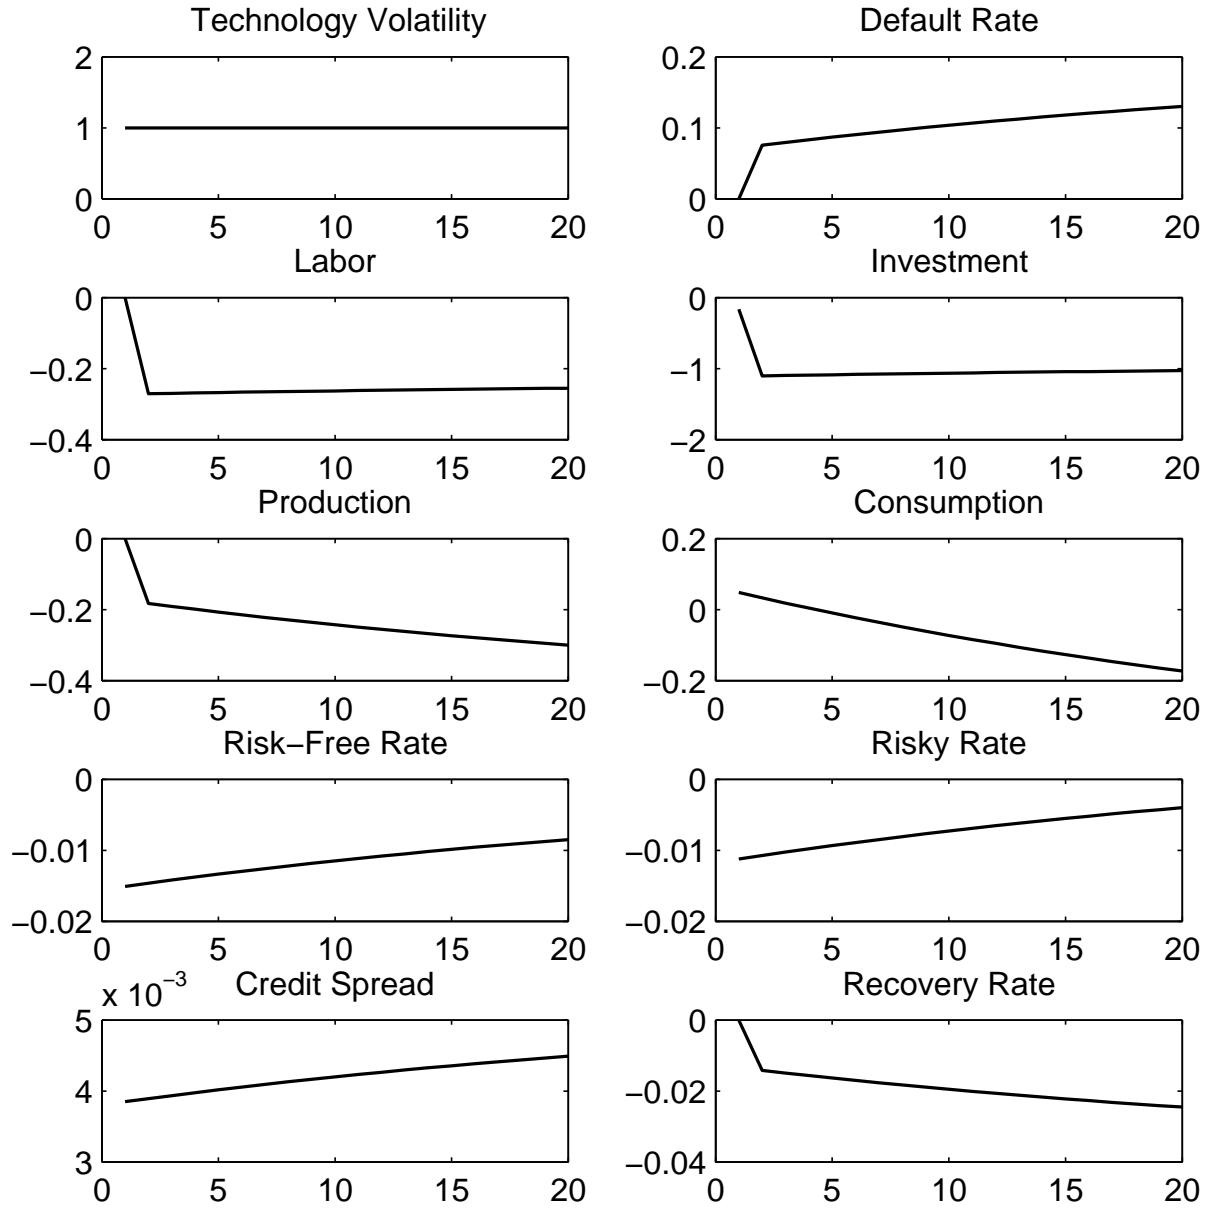 Technology Volatility
2
1
0
0 5 10 15 20
Default Rate
0.2
0.1
0
0 5 10 15 20
Labor
0
−0.2
−0.4
0 5 10 15 20
Investment
0
−1
−2
0 5 10 15 20
Production
0
−0.2
−0.4
0 5 10 15 20
Consumption
0.2
0
−0.2
0 5 10 15 20
Risk−Free Rate
0
−0.01
−0.02
0 5 10 15 20
Risky Rate
0
−0.01
−0.02
0 5 10 15 20
Credit Spread
x 10⁻³
5
4
3
0 5 10 15 20
Recovery Rate
0
−0.02
−0.04
0 5 10 15 20